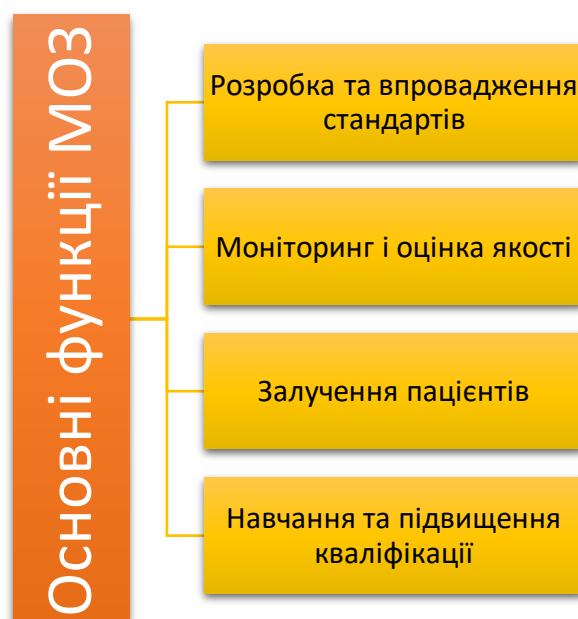 Основні функції МОЗ
Розробка та впровадження
стандартів
Моніторинг і оцінка якості
Залучення пацієнтів
Навчання та підвищення
кваліфікації